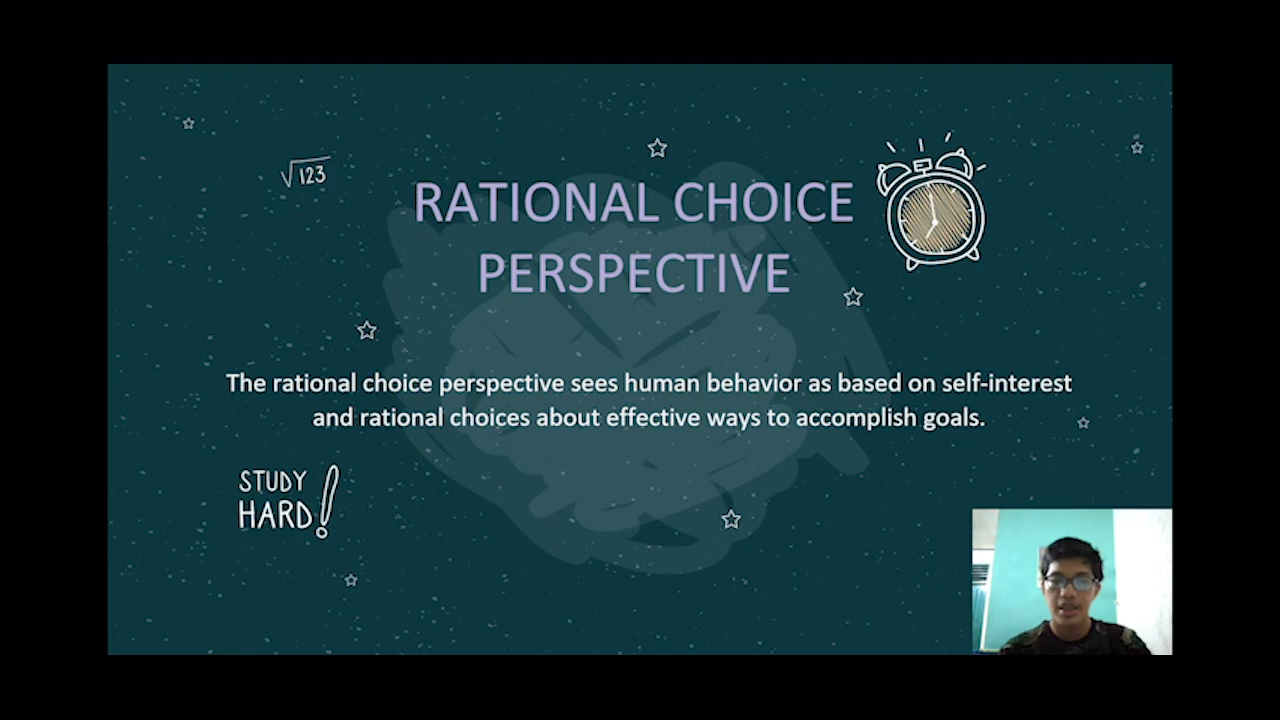 √123
RATIONAL CHOICE
PERSPECTIVE
The rational choice perspective sees human behavior as based on self-interest
and rational choices about effective ways to accomplish goals.
STUDY
HARD!